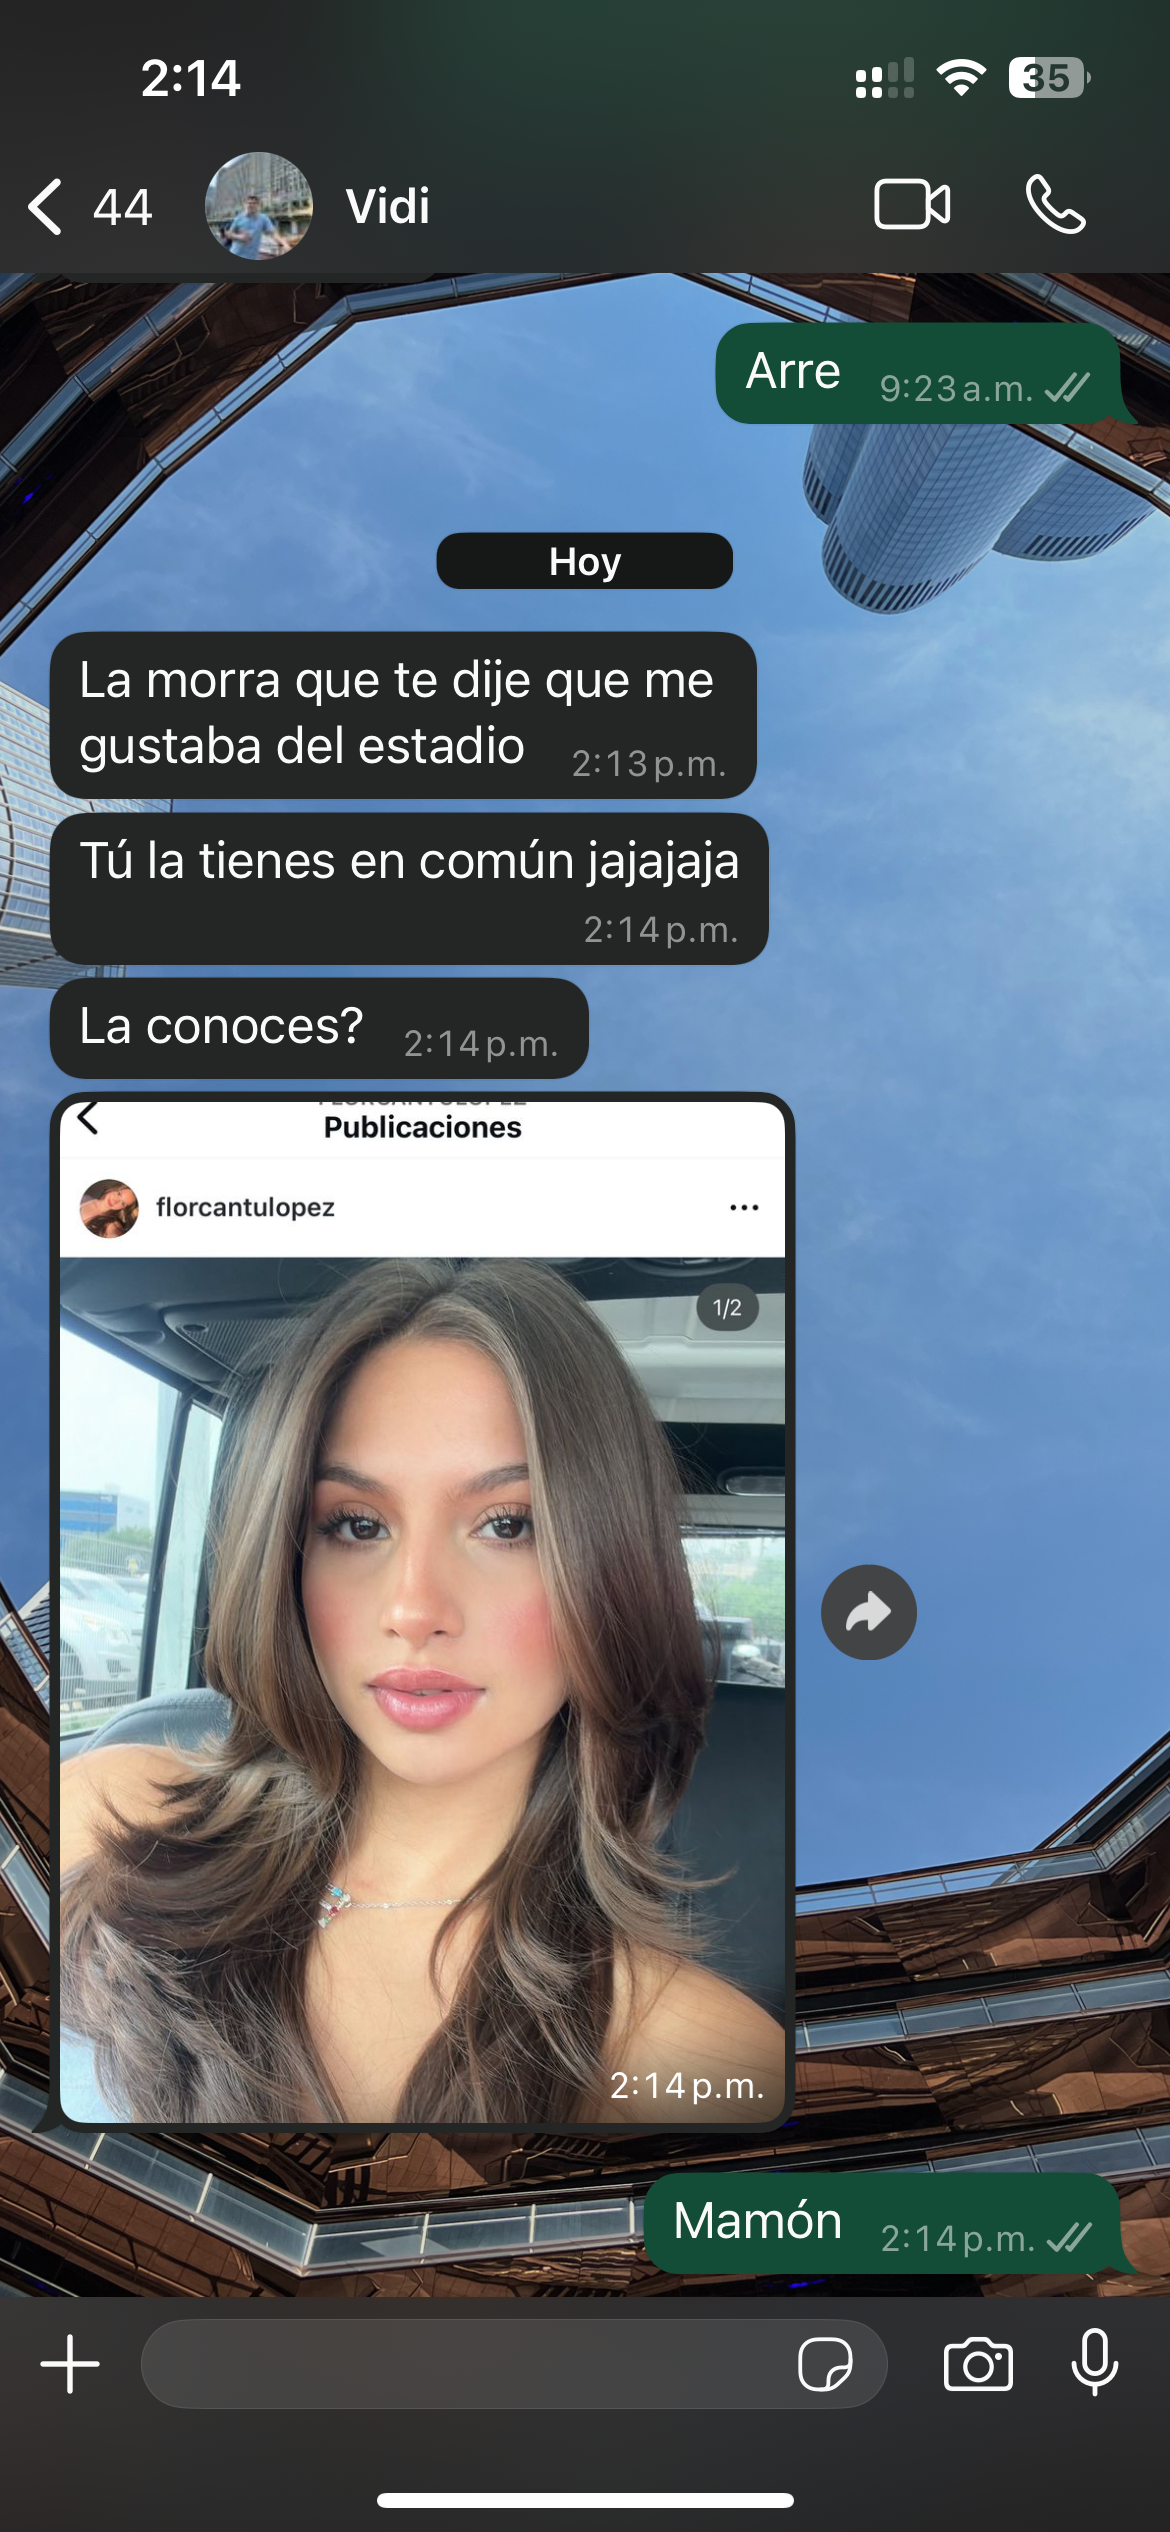 2:14
35
44
Vidi
Arre
9:23 a.m.
Hoy
La morra que te dije que me
gustaba del estadio
2:13 p.m.
Tú la tienes en común jajajaja
2:14 p.m.
La conoces?
2:14 p.m.
Publicaciones
florcantulopez
1/2
2:14 p.m.
Mamón
2:14 p.m.